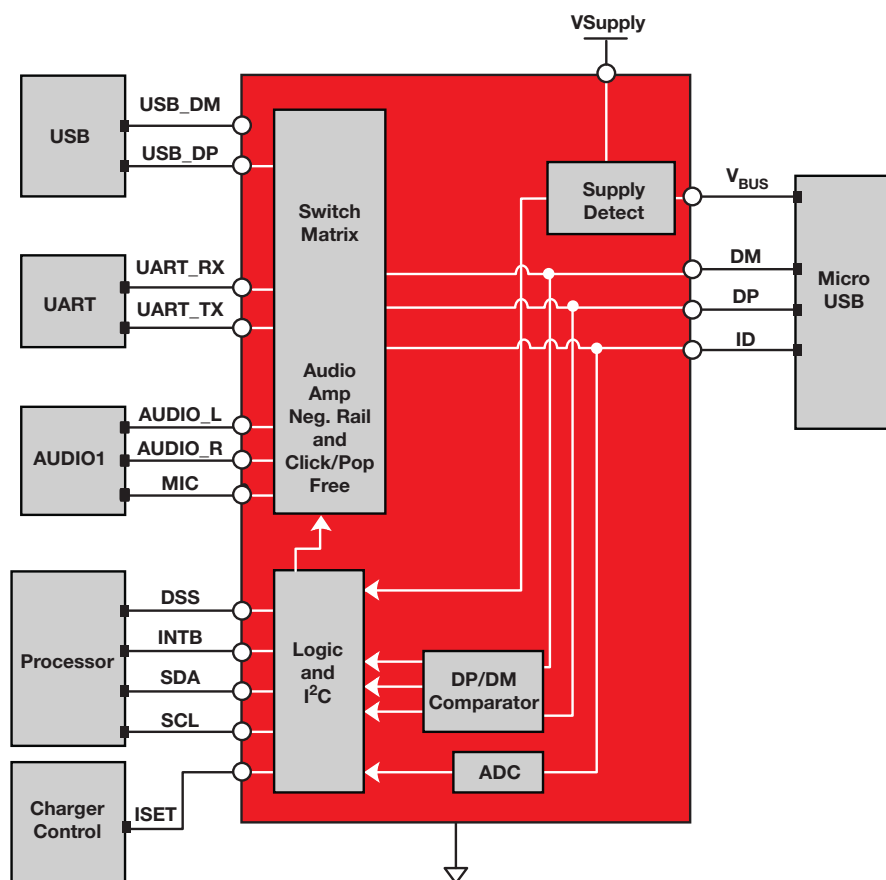 VSupply
USB
USB_DM
USB_DP
Switch
Matrix
Supply
Detect
V_BUS
DM
DP
ID
Micro
USB
UART
UART_RX
UART_TX
Audio
Amp
Neg. Rail
and
Click/Pop
Free
AUDIO1
AUDIO_L
AUDIO_R
MIC
Processor
DSS
INTB
SDA
SCL
Logic
and
I²C
DP/DM
Comparator
ADC
Charger
Control
ISET